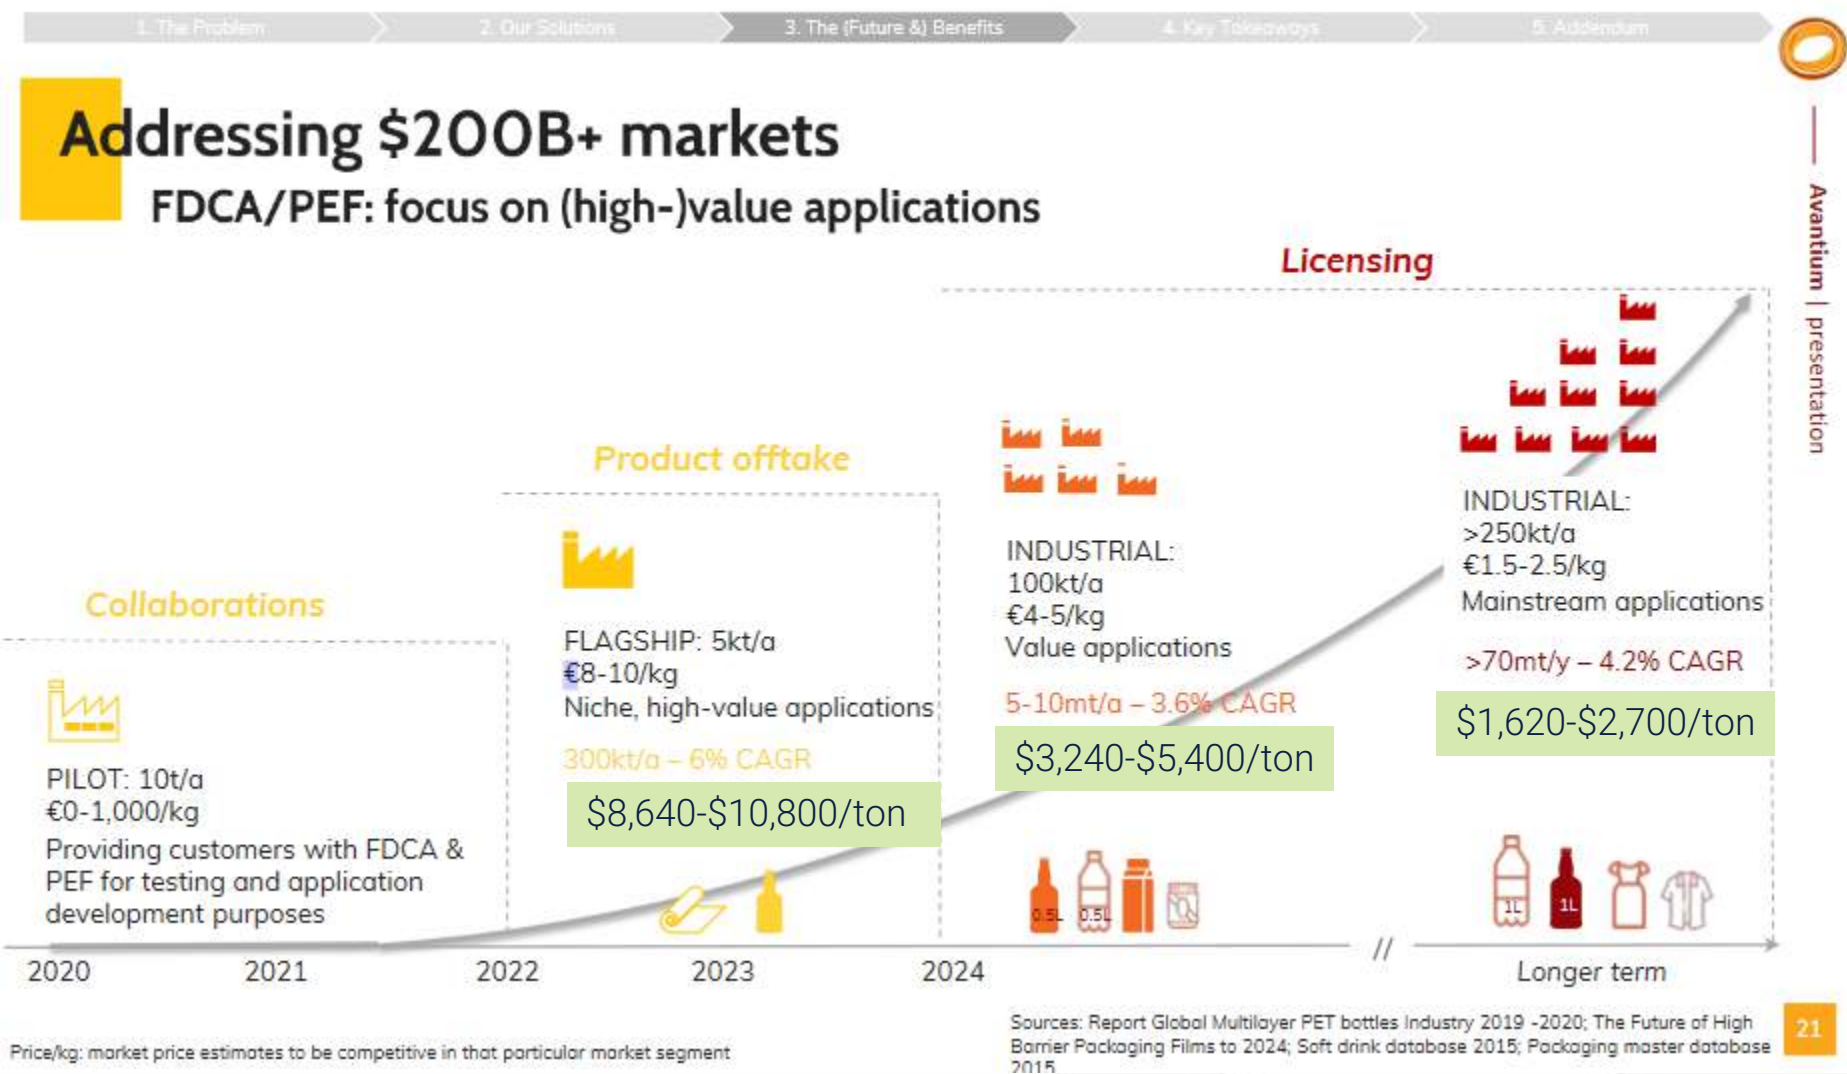 1. The Problem
2. Our Solutions
3. The (Future &) Benefits
4. Key Takeaways
5. Addendum
Avantium | presentation
Addressing $200B+ markets
FDCA/PEF: focus on (high-)value applications
Collaborations
PILOT: 10t/a
€0-1,000/kg
Providing customers with FDCA &
PEF for testing and application
development purposes
Product offtake
FLAGSHIP: 5kt/a
€8-10/kg
Niche, high-value applications
300kt/a – 6% CAGR
$8,640-$10,800/ton
Licensing
INDUSTRIAL:
100kt/a
€4-5/kg
Value applications
5-10mt/a – 3.6% CAGR
$3,240-$5,400/ton
0.5L
0.5L
INDUSTRIAL:
>250kt/a
€1.5-2.5/kg
Mainstream applications
>70mt/y – 4.2% CAGR
$1,620-$2,700/ton
1L
1L
2020
2021
2022
2023
2024
//
Longer term
Price/kg: market price estimates to be competitive in that particular market segment
Sources: Report Global Multilayer PET bottles Industry 2019 -2020; The Future of High
Barrier Packaging Films to 2024; Soft drink database 2015; Packaging master database
2015
21